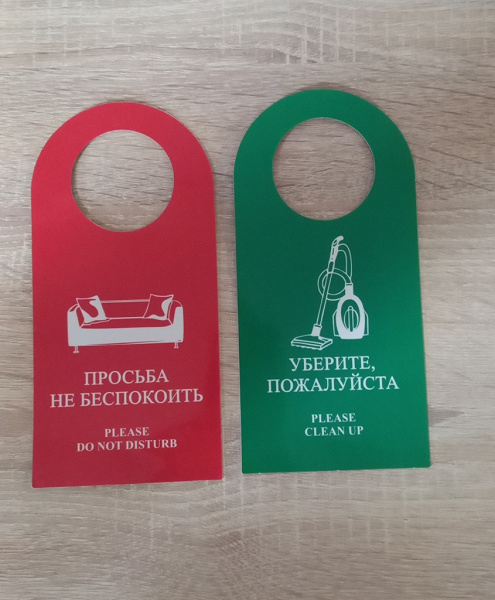 ПРОСЬБА
НЕ БЕСПОКОИТЬ
PLEASE
DO NOT DISTURB
УБЕРИТЕ,
ПОЖАЛУЙСТА
PLEASE
CLEAN UP